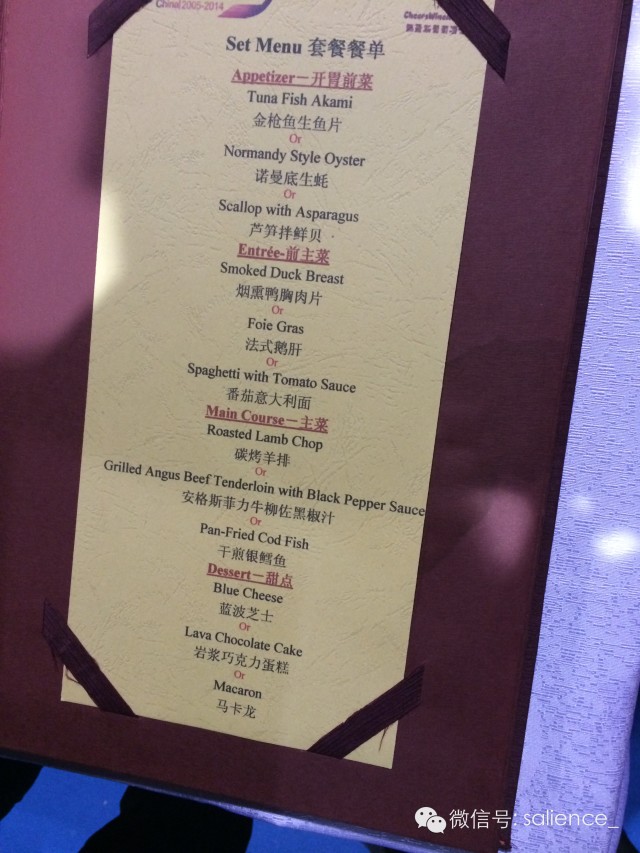 China 2005-2014
CheersWines
Set Menu 套餐餐单
Appetizer－开胃前菜
Tuna Fish Akami
金枪鱼生鱼片
Or
Normandy Style Oyster
诺曼底生蚝
Or
Scallop with Asparagus
芦笋拌鲜贝
Entrée-前主菜
Smoked Duck Breast
烟熏鸭胸肉片
Or
Foie Gras
法式鹅肝
Or
Spaghetti with Tomato Sauce
番茄意大利面
Main Course－主菜
Roasted Lamb Chop
碳烤羊排
Or
Grilled Angus Beef Tenderloin with Black Pepper Sauce
安格斯菲力牛柳佐黑椒汁
Or
Pan-Fried Cod Fish
干煎银鳕鱼
Dessert－甜点
Blue Cheese
蓝波芝士
Or
Lava Chocolate Cake
岩浆巧克力蛋糕
Or
Macaron
马卡龙
微信号: salience_